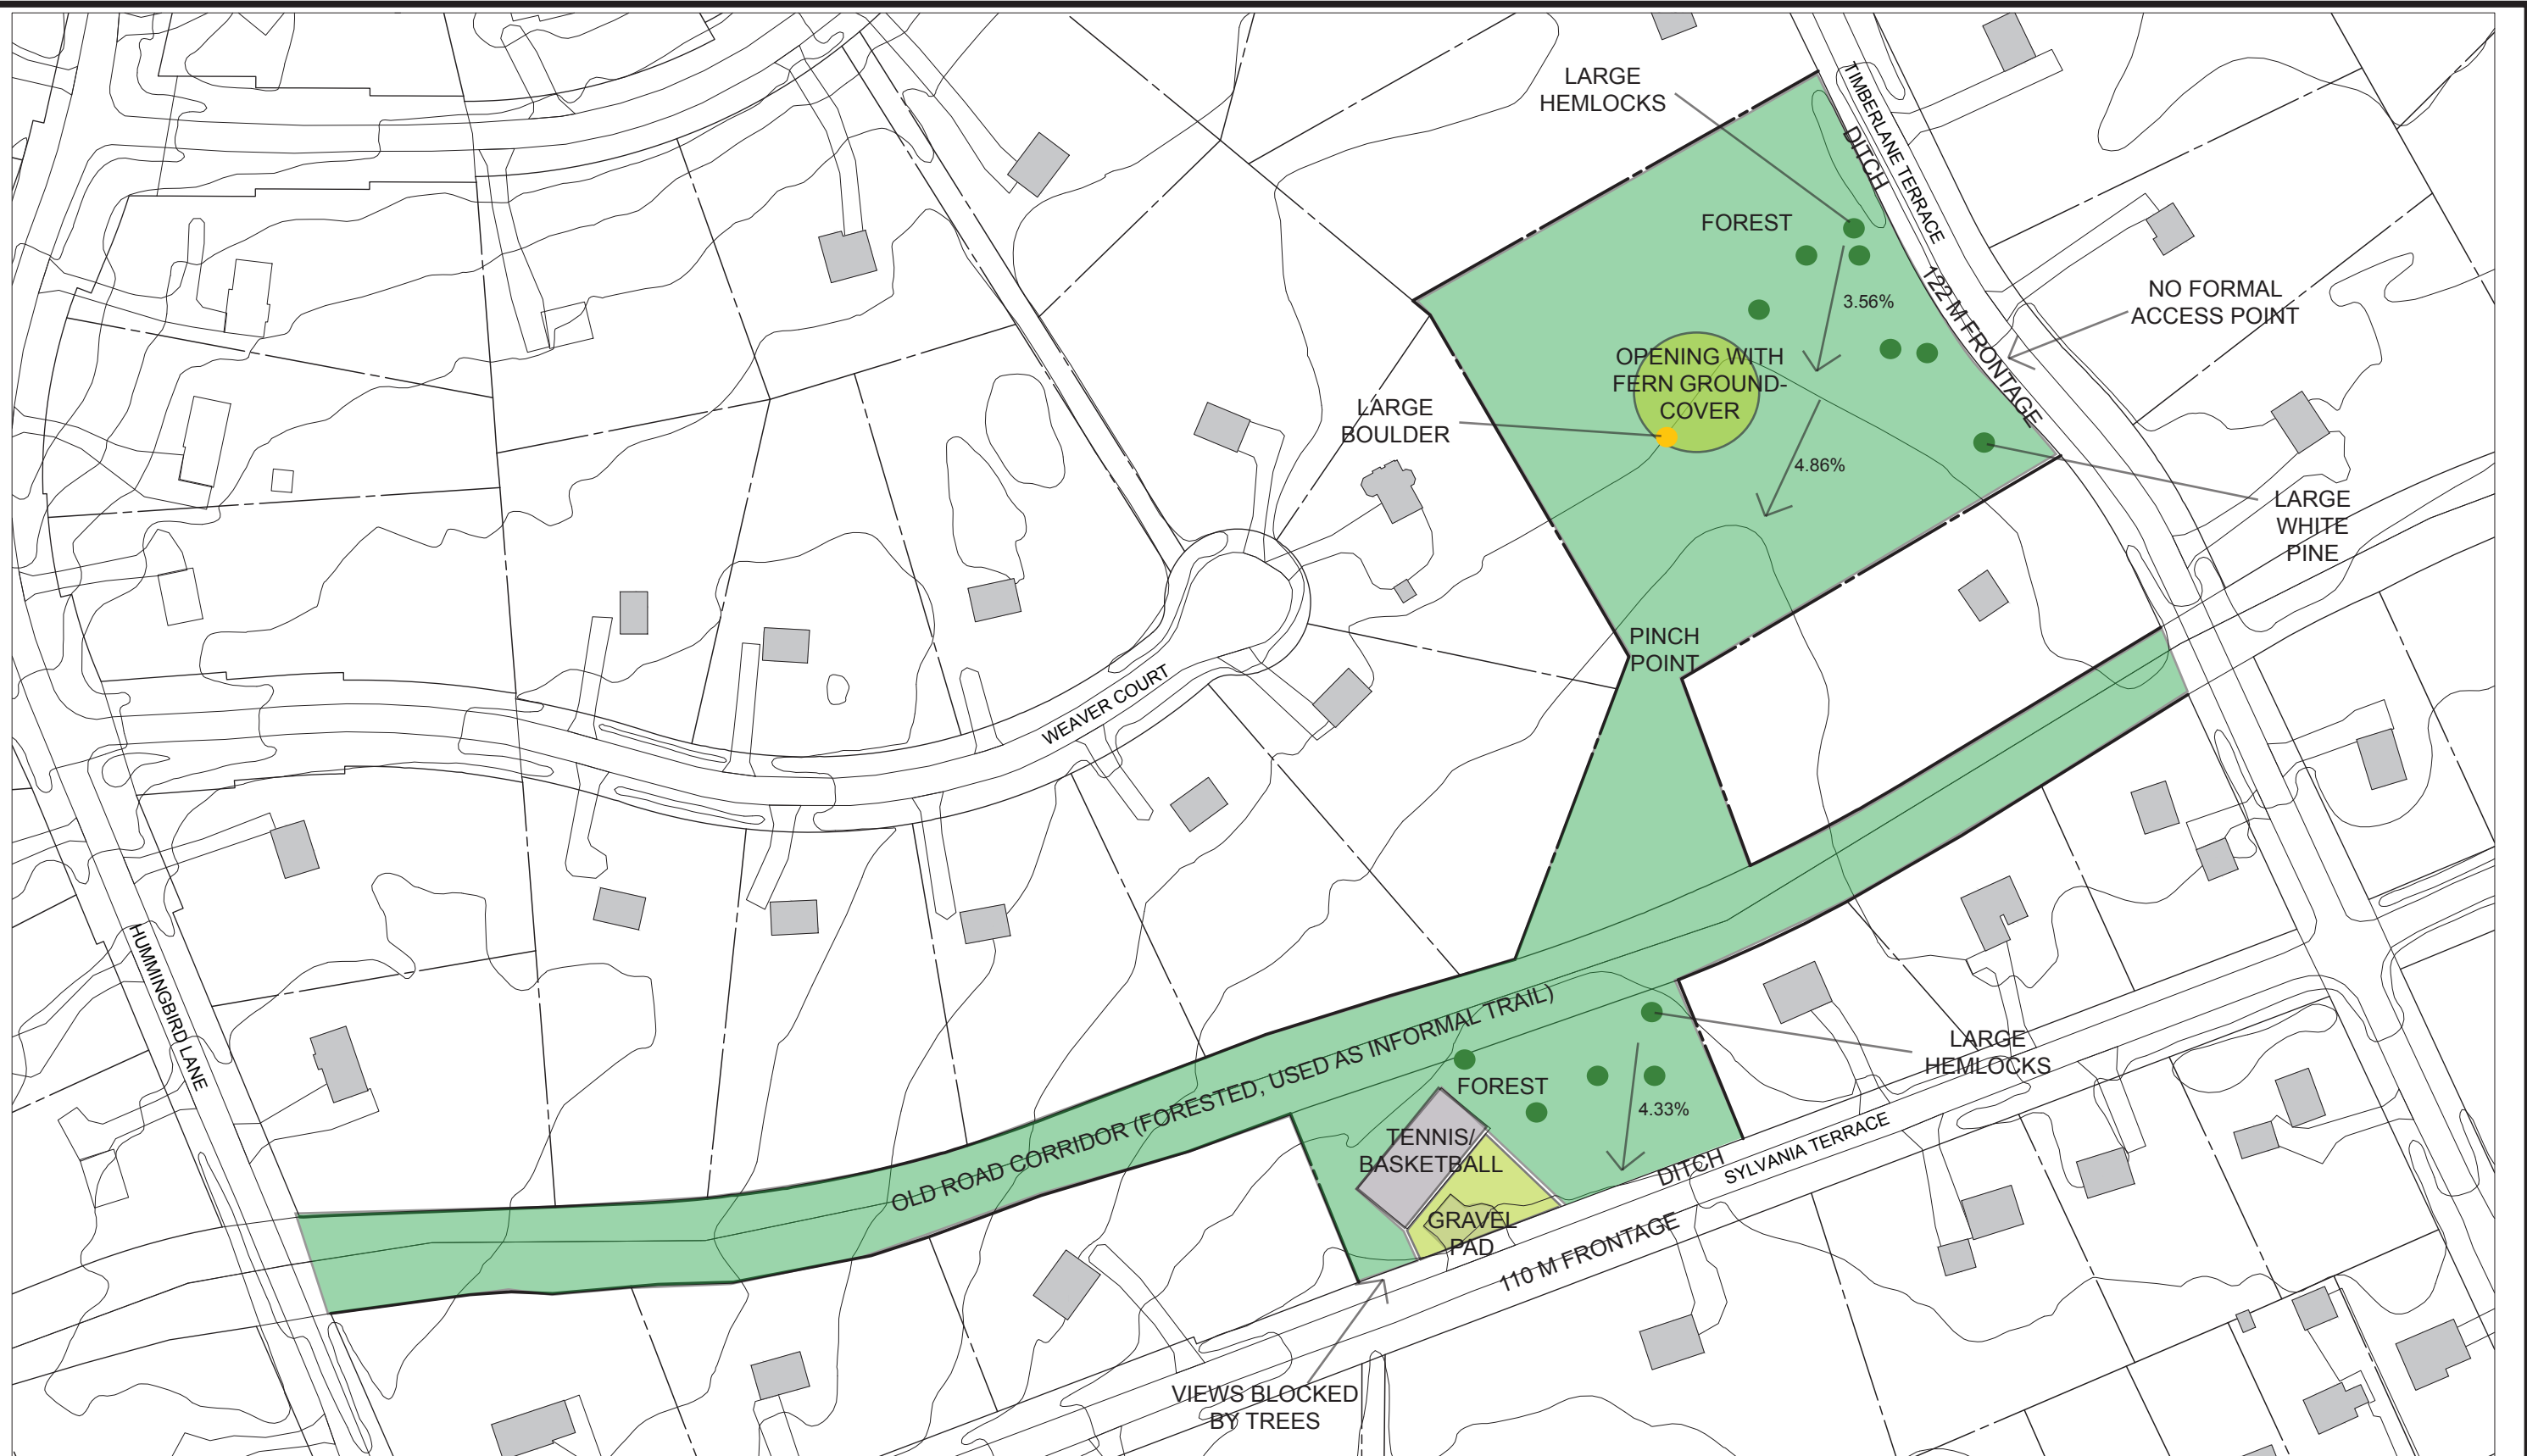 LARGE
HEMLOCKS
TIMBERLANE TERRACE
DITCH
FOREST
3.56%
122 M FRONTAGE
NO FORMAL
ACCESS POINT
OPENING WITH
FERN GROUND-
COVER
LARGE
BOULDER
4.86%
LARGE
WHITE
PINE
PINCH
POINT
WEAVER COURT
HUMMINGBIRD LANE
OLD ROAD CORRIDOR (FORESTED, USED AS INFORMAL TRAIL)
LARGE
HEMLOCKS
FOREST
4.33%
TENNIS/
BASKETBALL
DITCH
SYLVANIA TERRACE
GRAVEL
PAD
110 M FRONTAGE
VIEWS BLOCKED
BY TREES